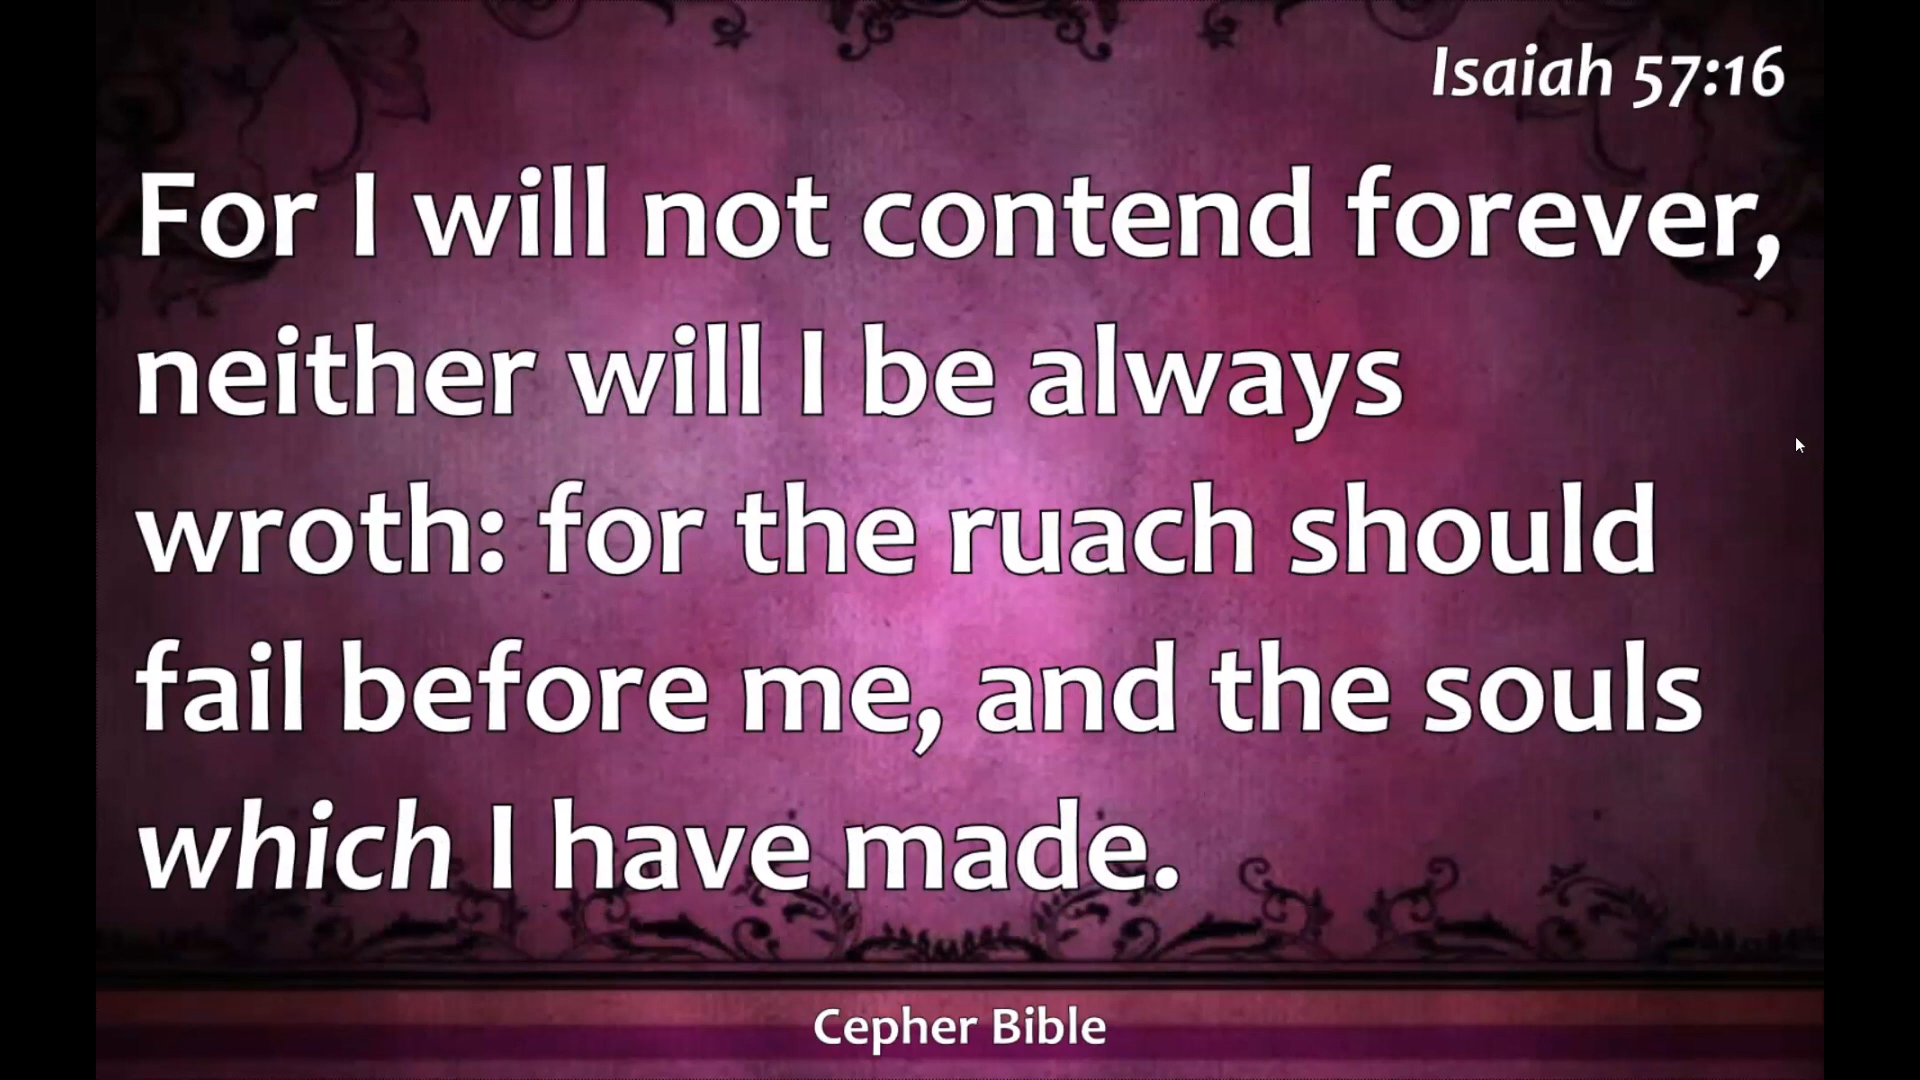 Isaiah 57:16
For I will not contend forever,
neither will I be always
wroth: for the ruach should
fail before me, and the souls
which I have made.
Cepher Bible